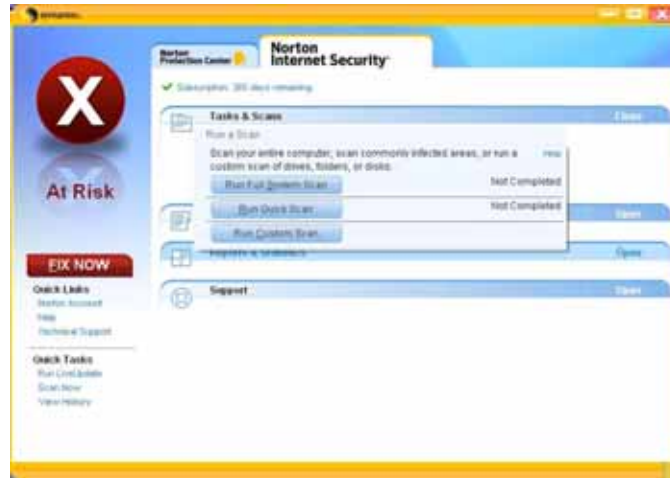 symantec.
Norton Protection Center
Norton Internet Security
Subscription: 365 days remaining
Tasks & Scans
Close
Run a Scan
Scan your entire computer, scan commonly infected areas, or run a custom scan of drives, folders, or disks.
Help
Run Full System Scan
Not Completed
Run Quick Scan
Not Completed
Run Custom Scan...
Open
Reports & Statistics
Open
Support
Open
X
At Risk
FIX NOW
Quick Links
Norton Account
Help
Technical Support
Quick Tasks
Run LiveUpdate
Scan Now
View History